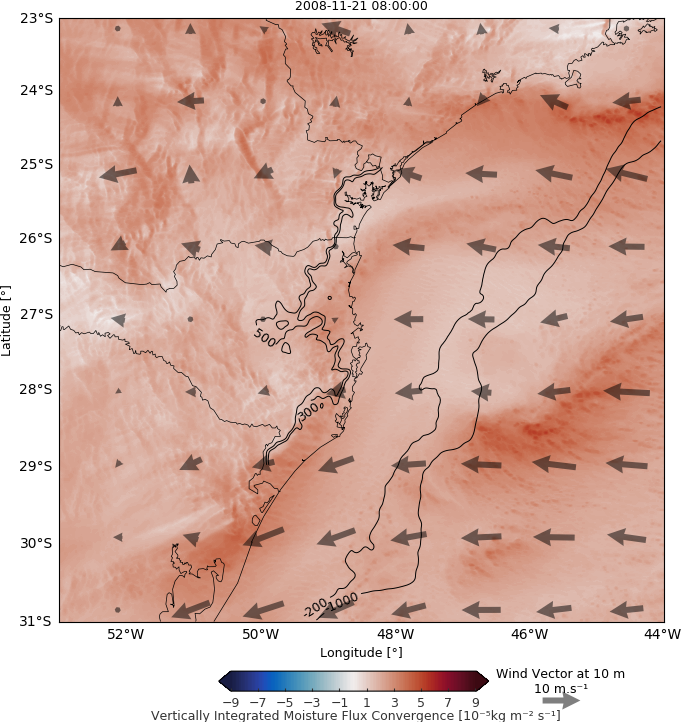 2008-11-21 08:00:00
23°S
24°S
25°S
26°S
27°S
28°S
29°S
30°S
31°S
Latitude [°]
500
300
-200
-1000
52°W 50°W 48°W 46°W 44°W
Longitude [°]
−9 −7 −5 −3 −1 1 3 5 7 9
Wind Vector at 10 m
10 m.s⁻¹
Vertically Integrated Moisture Flux Convergence [10⁻⁵kg m⁻² s⁻¹]